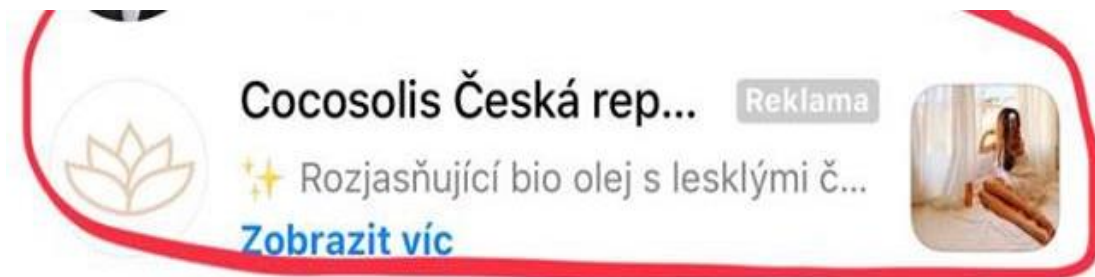 Cocosolis Česká rep... Reklama
✨ Rozjasňující bio olej s lesklými č...
Zobrazit víc